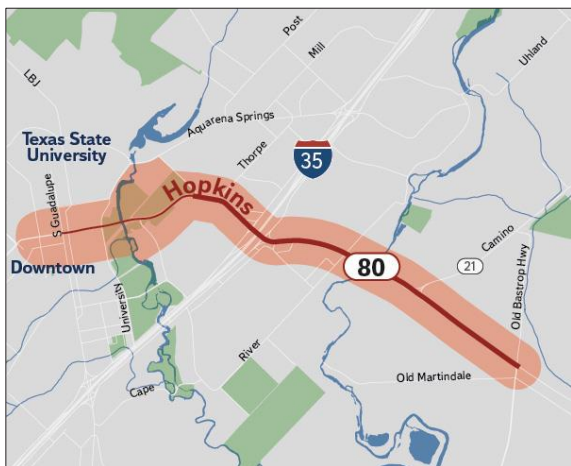 Post
Mill
Uhland
LBJ
Aquarena Springs
Texas State
University
Thorpe
35
Hopkins
S Guadalupe
Camino
80
21
Downtown
Old Bastrop Hwy
University
River
Old Martindale
Cape